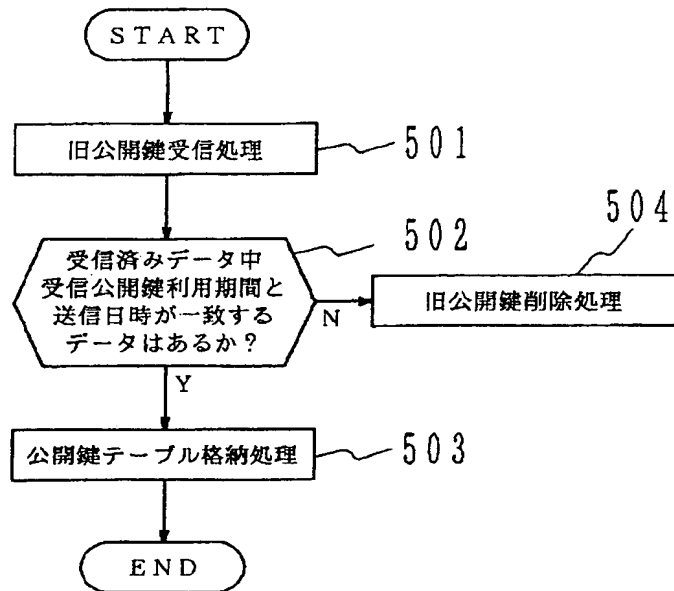 START
旧公開鍵受信処理
501
504
502
受信済みデータ中
受信公開鍵利用期間と
送信日時が一致する
データはあるか?
N
旧公開鍵削除処理
Y
公開鍵テーブル格納処理
503
END